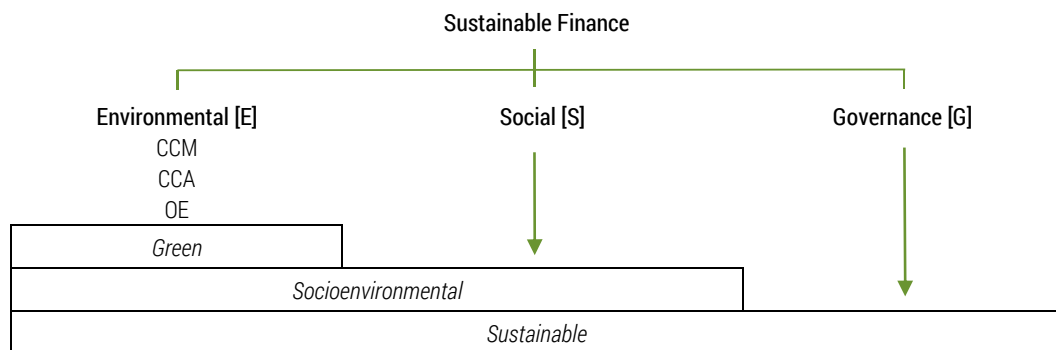 Sustainable Finance
Environmental [E] Social [S] Governance [G]
CCM
CCA
OE
Green
Socioenvironmental
Sustainable